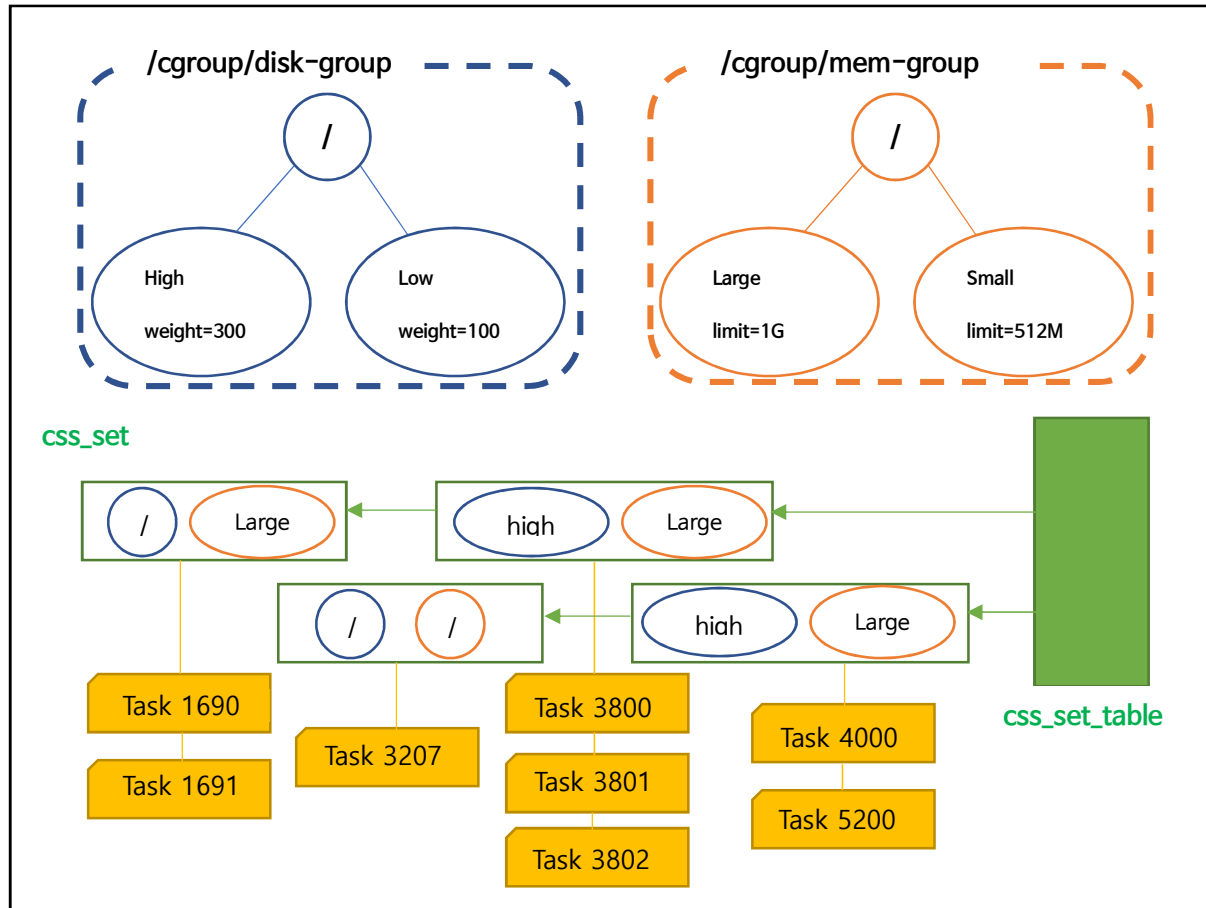 /cgroup/disk-group
/cgroup/mem-group
/
/
High
weight=300
Low
weight=100
Large
limit=1G
Small
limit=512M
css_set
/
Large
high
Large
/
/
high
Large
css_set_table
Task 1690
Task 1691
Task 3207
Task 3800
Task 3801
Task 3802
Task 4000
Task 5200